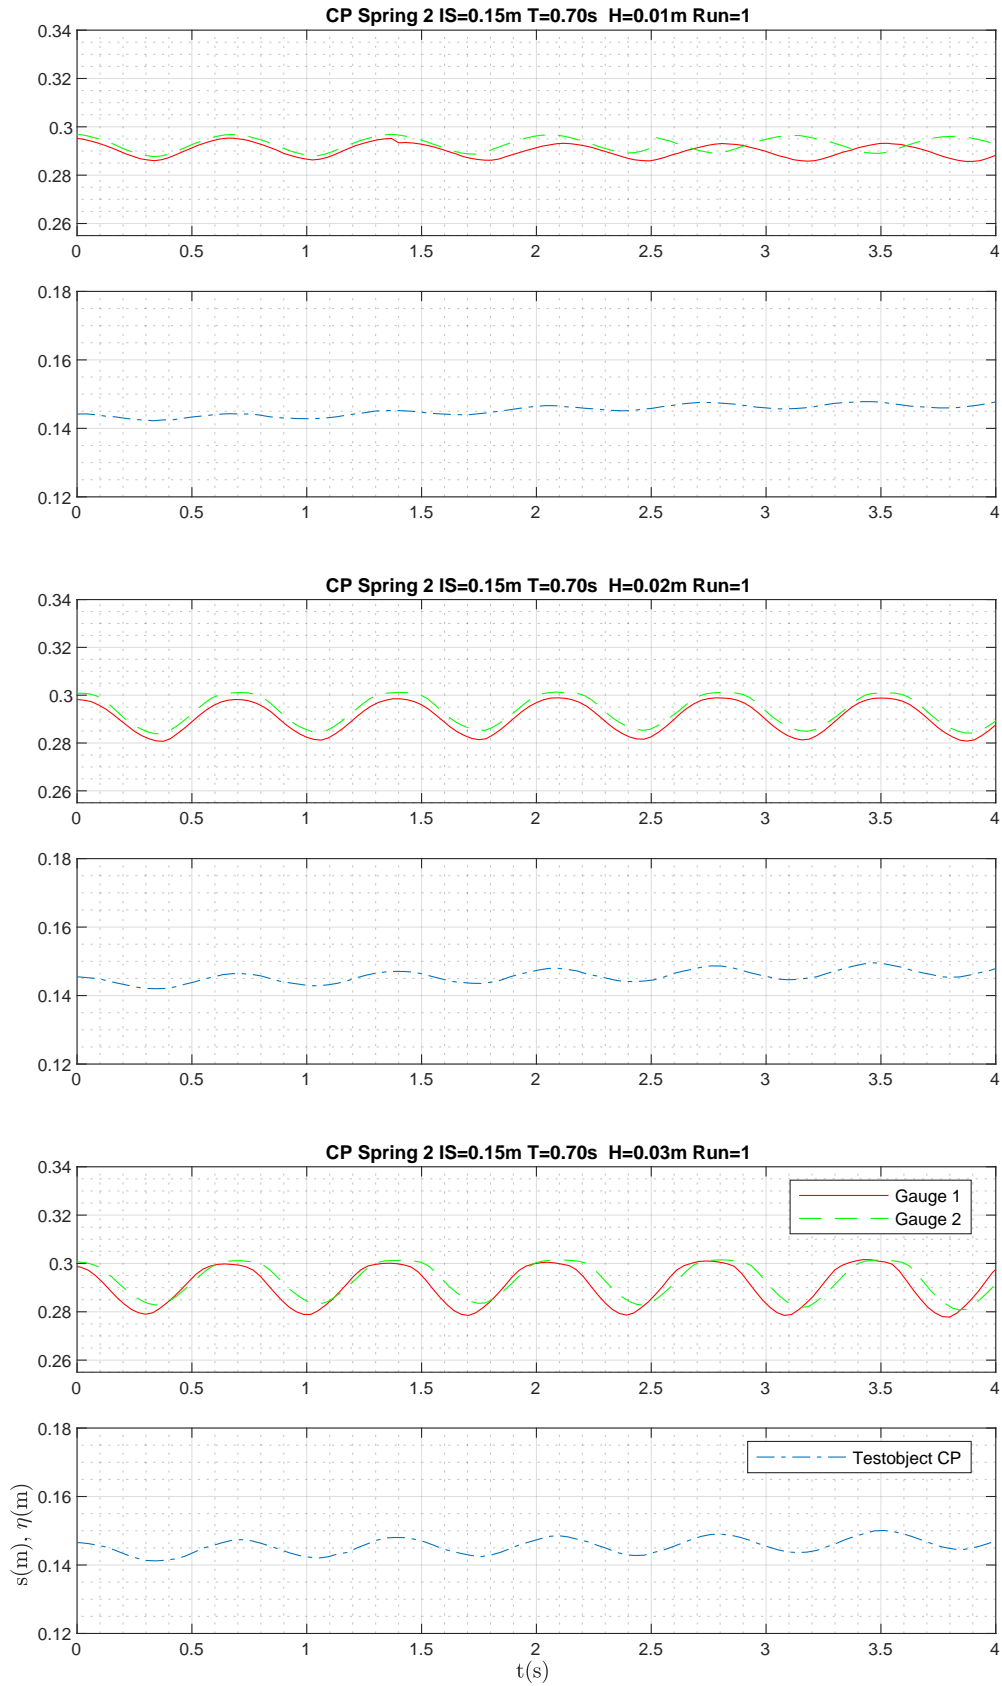 CP Spring 2 IS=0.15m T=0.70s  H=0.01m Run=1
0.34
0.32
0.3
0.28
0.26
0 0.5 1 1.5 2 2.5 3 3.5 4
0.18
0.16
0.14
0.12
0 0.5 1 1.5 2 2.5 3 3.5 4
CP Spring 2 IS=0.15m T=0.70s  H=0.02m Run=1
0.34
0.32
0.3
0.28
0.26
0 0.5 1 1.5 2 2.5 3 3.5 4
0.18
0.16
0.14
0.12
0 0.5 1 1.5 2 2.5 3 3.5 4
CP Spring 2 IS=0.15m T=0.70s  H=0.03m Run=1
0.34
0.32
0.3
0.28
0.26
Gauge 1
Gauge 2
0 0.5 1 1.5 2 2.5 3 3.5 4
0.18
0.16
0.14
0.12
Testobject CP
s(m), η(m)
0 0.5 1 1.5 2 2.5 3 3.5 4
t(s)